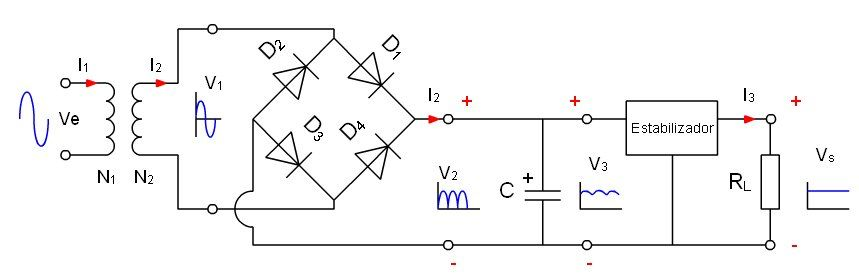 D2
D1
I1
I2
V1
Ve
N1
N2
D3
D4
I2
+
+
Estabilizador
I3
+
V2
C
+
V3
RL
Vs
-
-
-